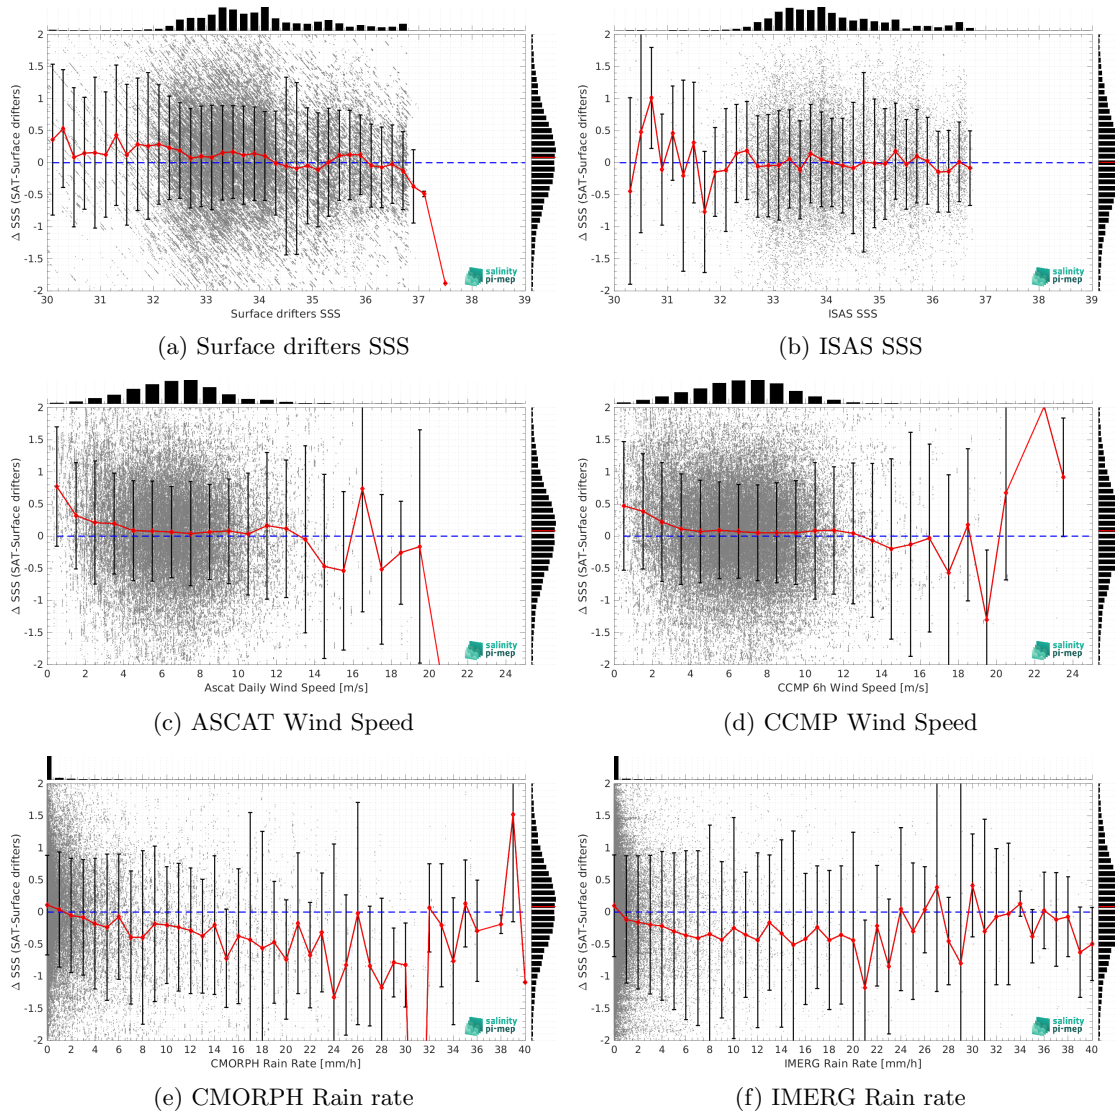 2
1.5
1
0.5
0
-0.5
-1
-1.5
-2
Δ SSS (SAT-Surface drifters)
30 31 32 33 34 35 36 37 38 39
Surface drifters SSS
salinity
pi-mep
(a) Surface drifters SSS
2
1.5
1
0.5
0
-0.5
-1
-1.5
-2
Δ SSS (SAT-Surface drifters)
30 31 32 33 34 35 36 37 38 39
ISAS SSS
salinity
pi-mep
(b) ISAS SSS
2
1.5
1
0.5
0
-0.5
-1
-1.5
-2
Δ SSS (SAT-Surface drifters)
0 2 4 6 8 10 12 14 16 18 20 22 24
Ascat Daily Wind Speed [m/s]
salinity
pi-mep
(c) ASCAT Wind Speed
2
1.5
1
0.5
0
-0.5
-1
-1.5
-2
Δ SSS (SAT-Surface drifters)
0 2 4 6 8 10 12 14 16 18 20 22 24
CCMP 6h Wind Speed [m/s]
salinity
pi-mep
(d) CCMP Wind Speed
2
1.5
1
0.5
0
-0.5
-1
-1.5
-2
Δ SSS (SAT-Surface drifters)
0 2 4 6 8 10 12 14 16 18 20 22 24 26 28 30 32 34 36 38 40
CMORPH Rain Rate [mm/h]
salinity
pi-mep
(e) CMORPH Rain rate
2
1.5
1
0.5
0
-0.5
-1
-1.5
-2
Δ SSS (SAT-Surface drifters)
0 2 4 6 8 10 12 14 16 18 20 22 24 26 28 30 32 34 36 38 40
IMERG Rain Rate [mm/h]
salinity
pi-mep
(f) IMERG Rain rate